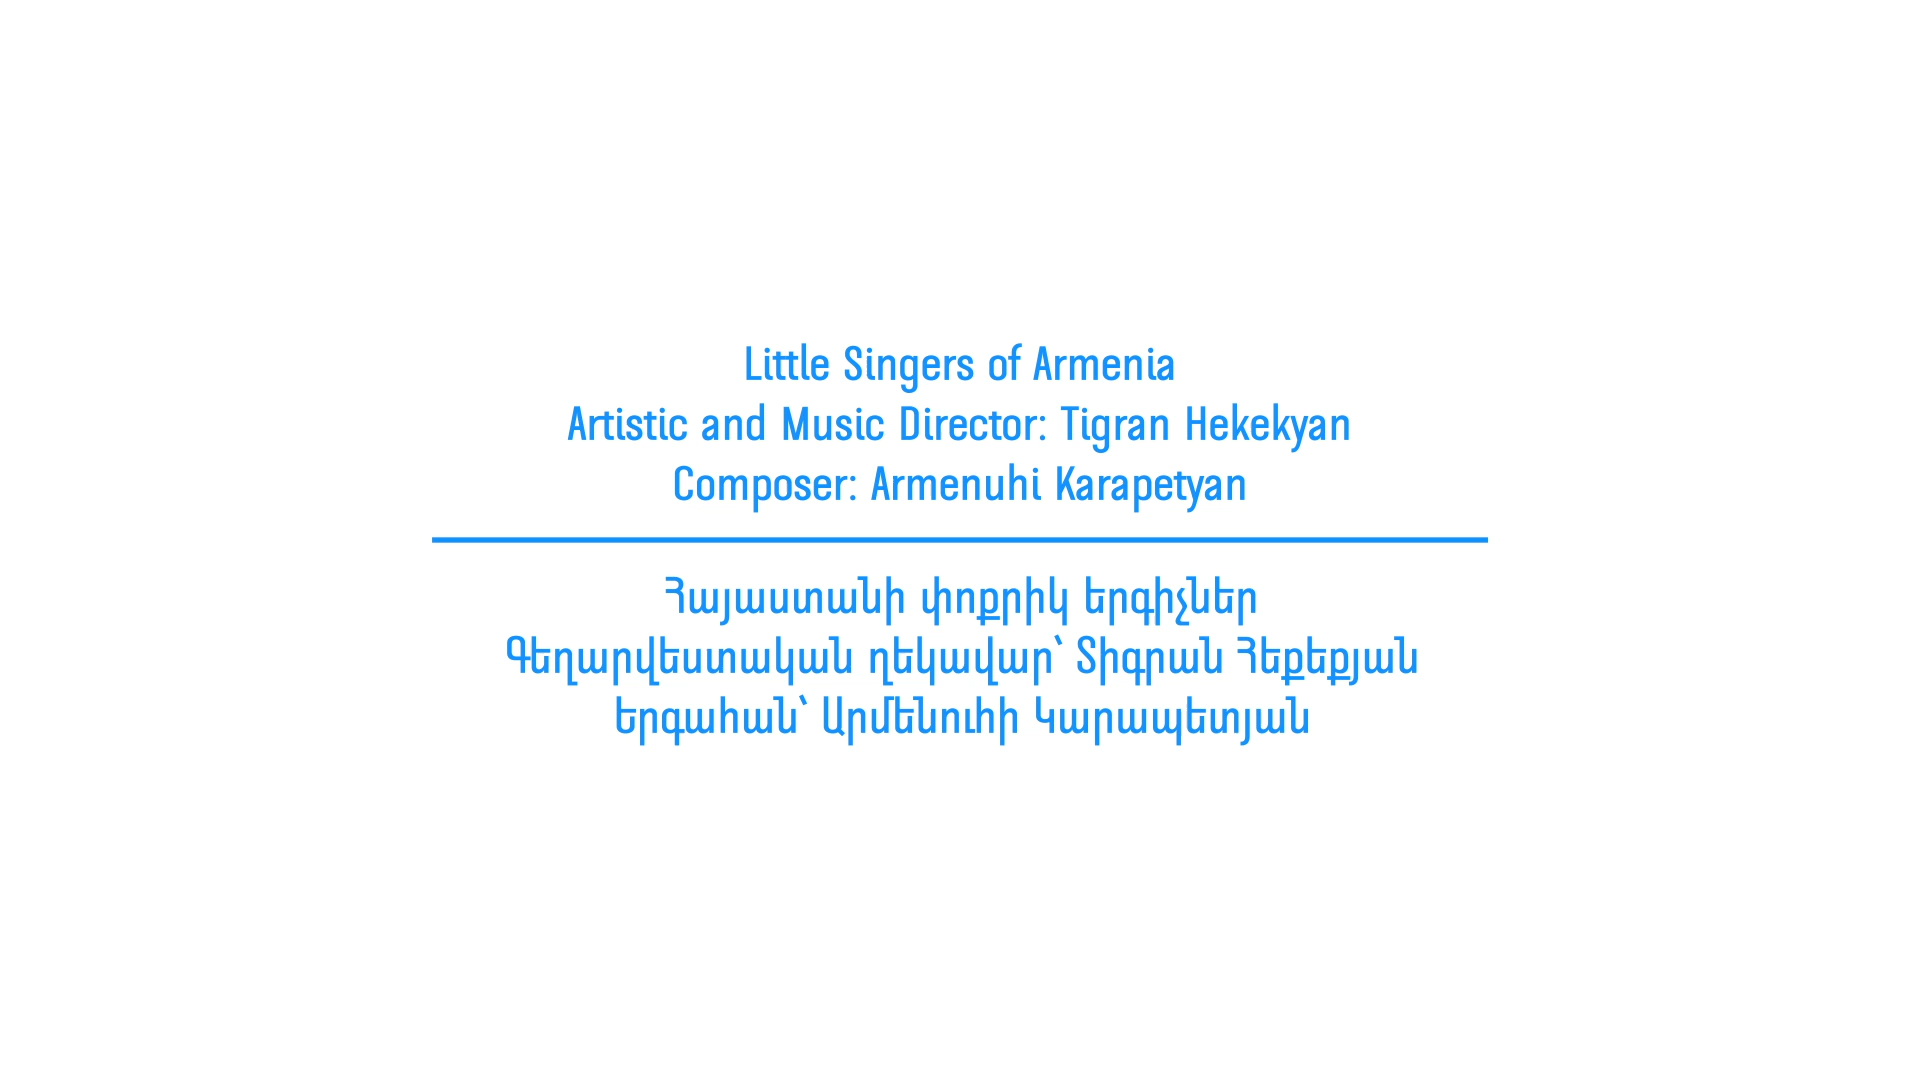 Little Singers of Armenia
Artistic and Music Director: Tigran Hekekyan
Composer: Armenuhi Karapetyan
Հայաստանի փոքրիկ երգիչներ
Գեղարվեստական ղեկավար՝ Տիգրան Հեքեքյան
Երգահան՝ Արմենուհի Կարապետյան